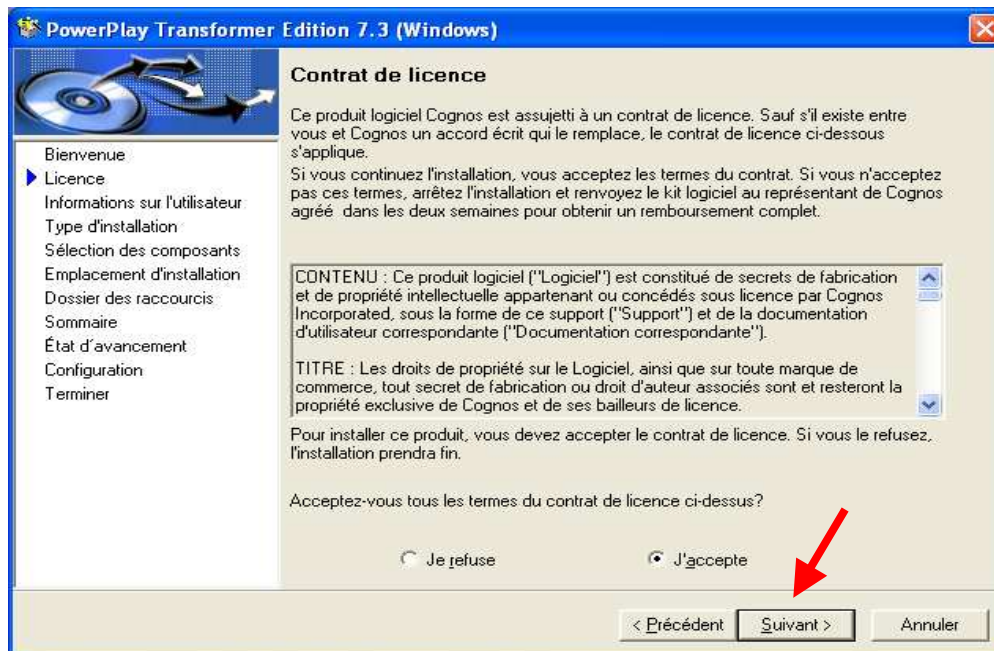 PowerPlay Transformer Edition 7.3 (Windows)
Bienvenue
Licence
Informations sur l'utilisateur
Type d'installation
Sélection des composants
Emplacement d'installation
Dossier des raccourcis
Sommaire
État d´avancement
Configuration
Terminer
Contrat de licence
Ce produit logiciel Cognos est assujetti à un contrat de licence. Sauf s'il existe entre
vous et Cognos un accord écrit qui le remplace, le contrat de licence ci-dessous
s'applique.
Si vous continuez l'installation, vous acceptez les termes du contrat. Si vous n'acceptez
pas ces termes, arrêtez l'installation et renvoyez le kit logiciel au représentant de Cognos
agréé dans les deux semaines pour obtenir un remboursement complet.
CONTENU : Ce produit logiciel ("Logiciel") est constitué de secrets de fabrication
et de propriété intellectuelle appartenant ou concédés sous licence par Cognos
Incorporated, sous la forme de ce support ("Support") et de la documentation
d'utilisateur correspondante ("Documentation correspondante").
TITRE : Les droits de propriété sur le Logiciel, ainsi que sur toute marque de
commerce, tout secret de fabrication ou droit d'auteur associés sont et resteront la
propriété exclusive de Cognos et de ses bailleurs de licence.
Pour installer ce produit, vous devez accepter le contrat de licence. Si vous le refusez,
l'installation prendra fin.
Acceptez-vous tous les termes du contrat de licence ci-dessus?
Je refuse
J'accepte
< Précédent
Suivant >
Annuler